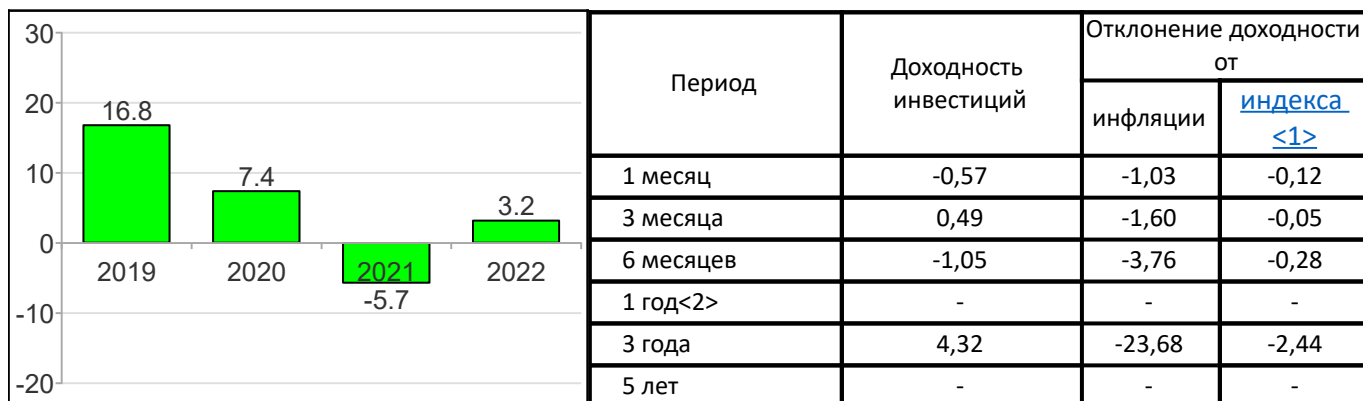 30
20
10
0
-10
-20
16.8
7.4
-5.7
3.2
2019 2020 2021 2022
Период Доходность инвестиций Отклонение доходности от
инфляции индекса <1>
1 месяц -0,57 -1,03 -0,12
3 месяца 0,49 -1,60 -0,05
6 месяцев -1,05 -3,76 -0,28
1 год<2> - - -
3 года 4,32 -23,68 -2,44
5 лет - - -